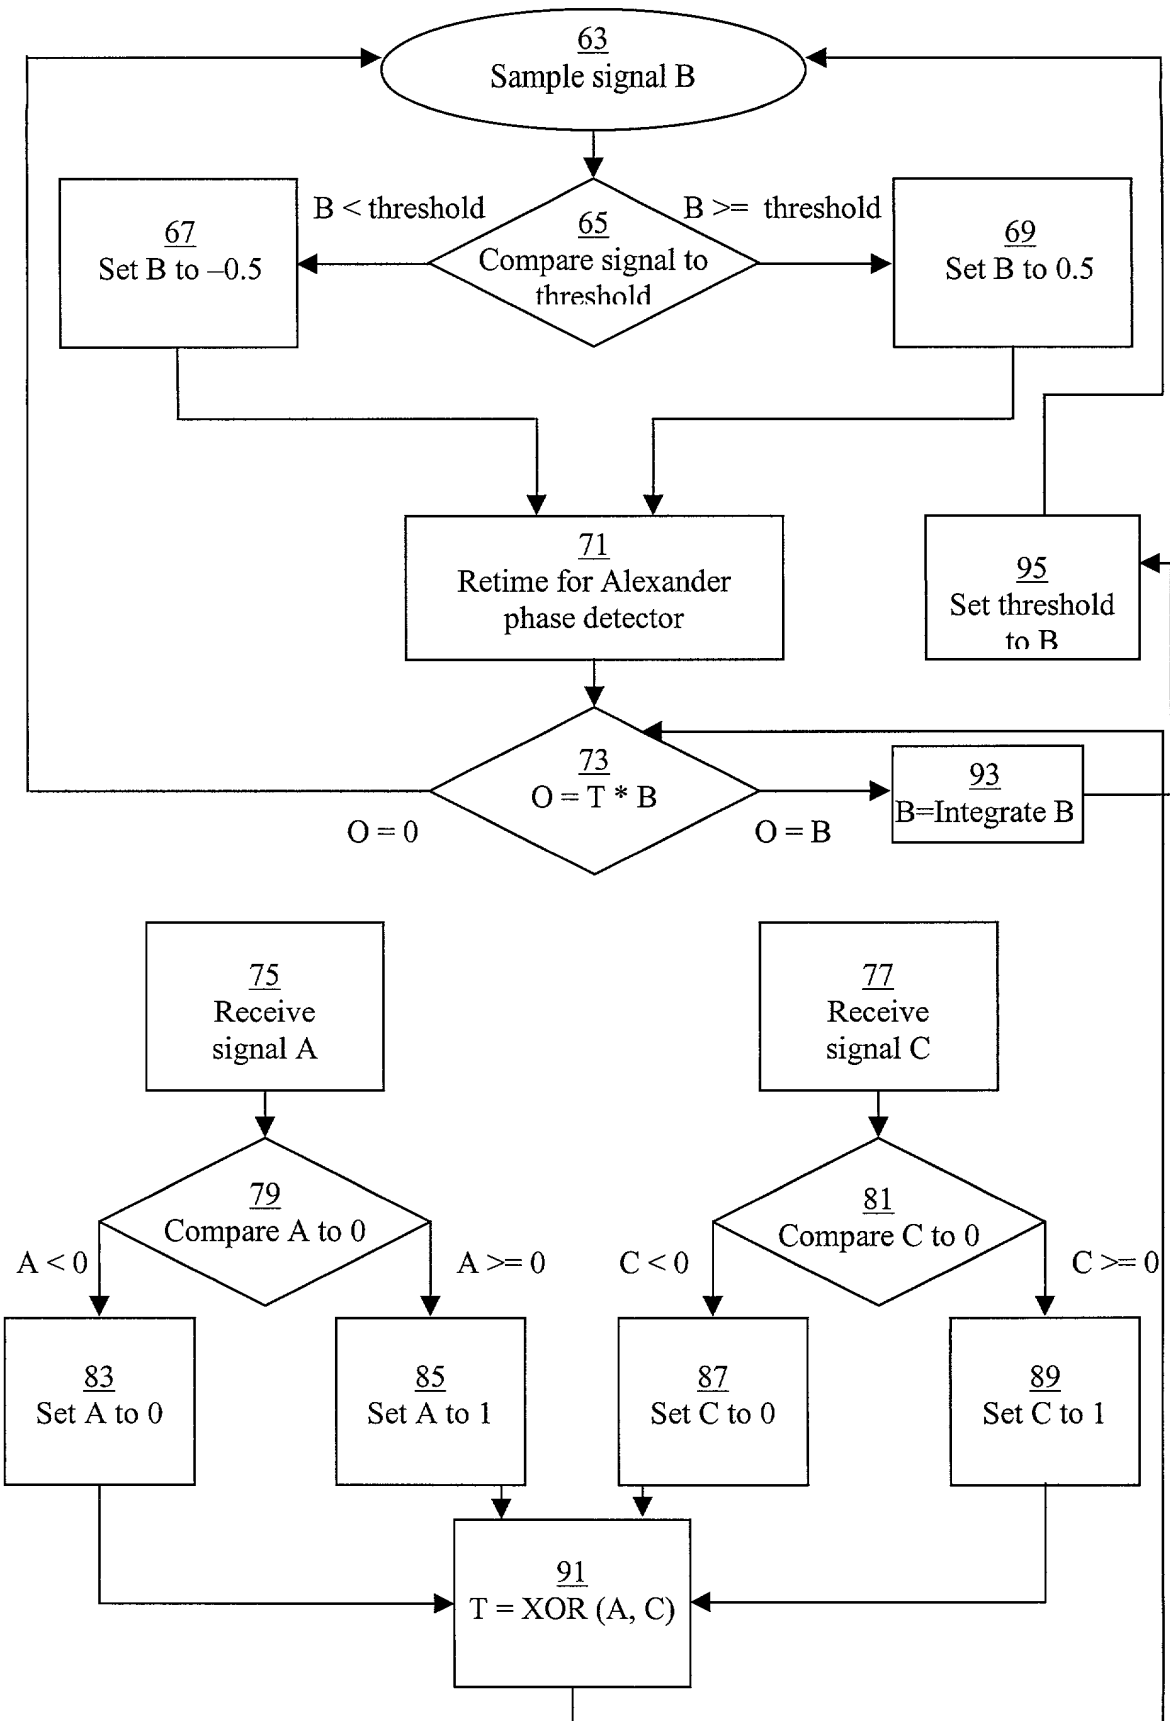 63
Sample signal B
B < threshold
B >= threshold
65
Compare signal to
threshold
67
Set B to –0.5
69
Set B to 0.5
71
Retime for Alexander
phase detector
95
Set threshold
to B
73
O = T * B
O = 0
O = B
93
B=Integrate B
75
Receive
signal A
77
Receive
signal C
79
Compare A to 0
81
Compare C to 0
A < 0
A >= 0
C < 0
C >= 0
83
Set A to 0
85
Set A to 1
87
Set C to 0
89
Set C to 1
91
T = XOR (A, C)